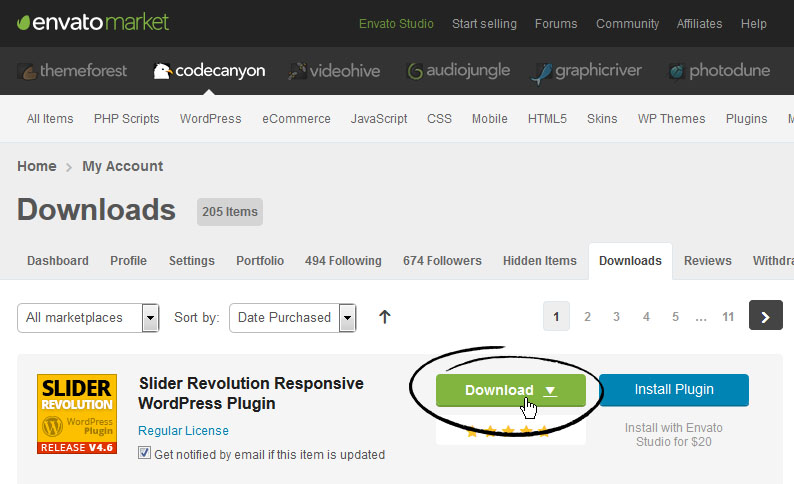 envatomarket Envato Studio Start selling Forums Community Affiliates Help
themeforest codecanyon videohive audiojungle graphicriver photodune
All Items PHP Scripts WordPress eCommerce JavaScript CSS Mobile HTML5 Skins WP Themes Plugins M
Home > My Account
Downloads 205 Items
Dashboard Profile Settings Portfolio 494 Following 674 Followers Hidden Items Downloads Reviews Withdra
All marketplaces Sort by: Date Purchased 1 2 3 4 5 ... 11
SLIDER
REVOLUTION
WordPress
Plugin
RELEASE V4.6
Slider Revolution Responsive
WordPress Plugin
Regular License
Get notified by email if this item is updated
Download
Install Plugin
Install with Envato
Studio for $20